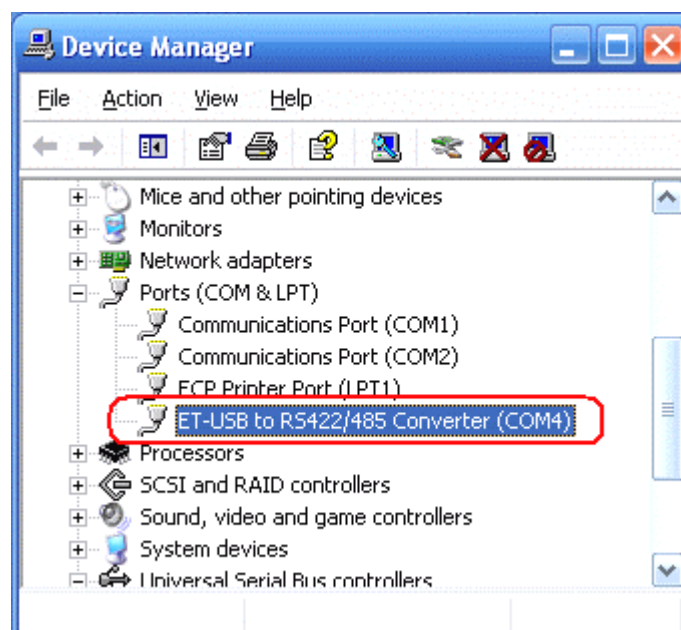 Device Manager
File Action View Help
Mice and other pointing devices
Monitors
Network adapters
Ports (COM & LPT)
Communications Port (COM1)
Communications Port (COM2)
ECP Printer Port (LPT1)
ET-USB to RS422/485 Converter (COM4)
Processors
SCSI and RAID controllers
Sound, video and game controllers
System devices
Universal Serial Bus controllers